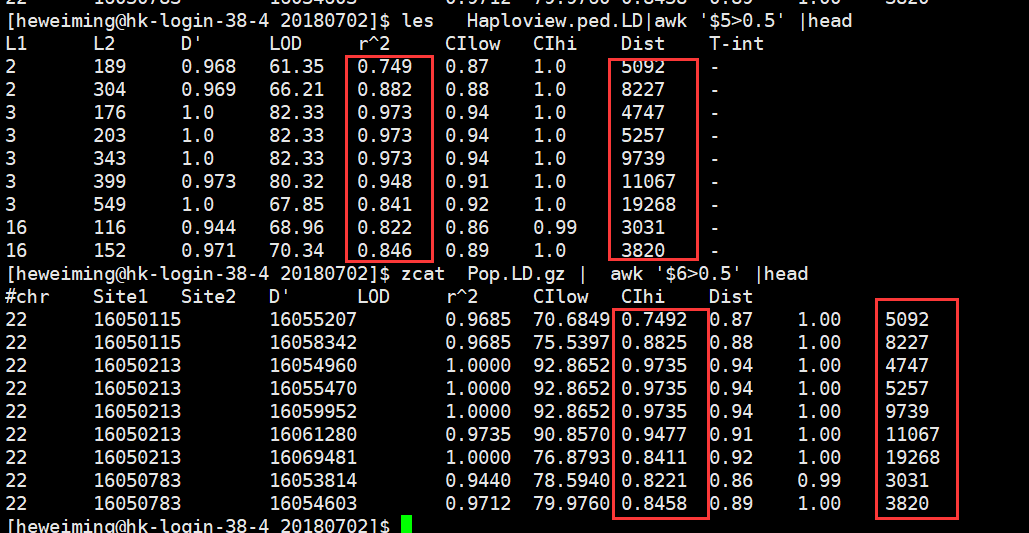 [heweiming@hk-login-38-4 20180702]$ les   Haploview.ped.LD|awk '$5>0.5' |head
L1 L2 D' LOD r^2 CIlow CIhi Dist T-int
2 189 0.968 61.35 0.749 0.87 1.0 5092 -
2 304 0.969 66.21 0.882 0.88 1.0 8227 -
3 176 1.0 82.33 0.973 0.94 1.0 4747 -
3 203 1.0 82.33 0.973 0.94 1.0 5257 -
3 343 1.0 82.33 0.973 0.94 1.0 9739 -
3 399 0.973 80.32 0.948 0.91 1.0 11067 -
3 549 1.0 67.85 0.841 0.92 1.0 19268 -
16 116 0.944 68.96 0.822 0.86 0.99 3031 -
16 152 0.971 70.34 0.846 0.89 1.0 3820 -
[heweiming@hk-login-38-4 20180702]$ zcat  Pop.LD.gz |  awk '$6>0.5' |head
#chr Site1 Site2 D' LOD r^2 CIlow CIhi Dist
22 16050115 16055207 0.9685 70.6849 0.7492 0.87 1.00 5092
22 16050115 16058342 0.9685 75.5397 0.8825 0.88 1.00 8227
22 16050213 16054960 1.0000 92.8652 0.9735 0.94 1.00 4747
22 16050213 16055470 1.0000 92.8652 0.9735 0.94 1.00 5257
22 16050213 16059952 1.0000 92.8652 0.9735 0.94 1.00 9739
22 16050213 16061280 0.9735 90.8570 0.9477 0.91 1.00 11067
22 16050213 16069481 1.0000 76.8793 0.8411 0.92 1.00 19268
22 16050783 16053814 0.9440 78.5940 0.8221 0.86 0.99 3031
22 16050783 16054603 0.9712 79.9760 0.8458 0.89 1.00 3820
[heweiming@hk-login-38-4 20180702]$